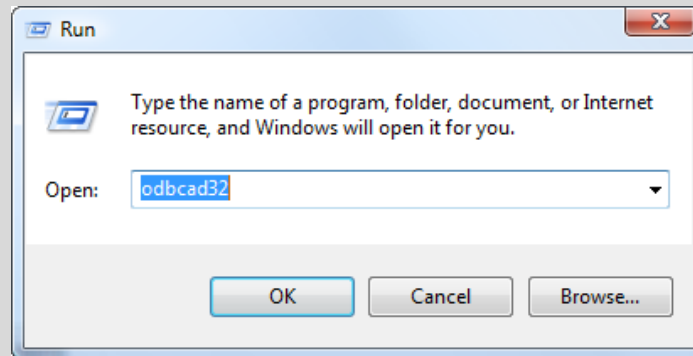 Run
Type the name of a program, folder, document, or Internet
resource, and Windows will open it for you.
Open: odbcad32
OK Cancel Browse...